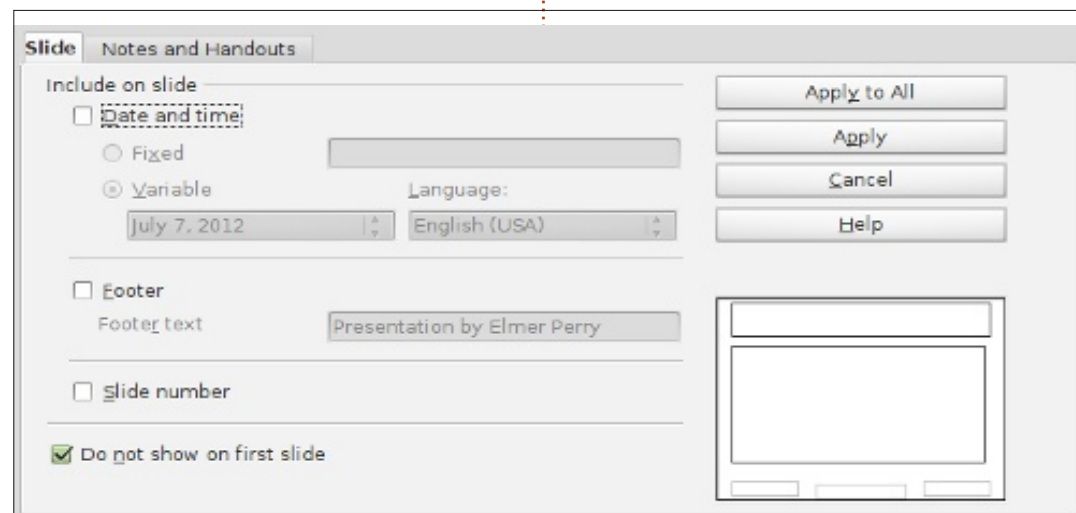 Slide Notes and Handouts
Include on slide
Date and time
Fixed
Variable Language:
July 7, 2012 English (USA)
Footer
Footer text Presentation by Elmer Perry
Slide number
Do not show on first slide
Apply to All
Apply
Cancel
Help